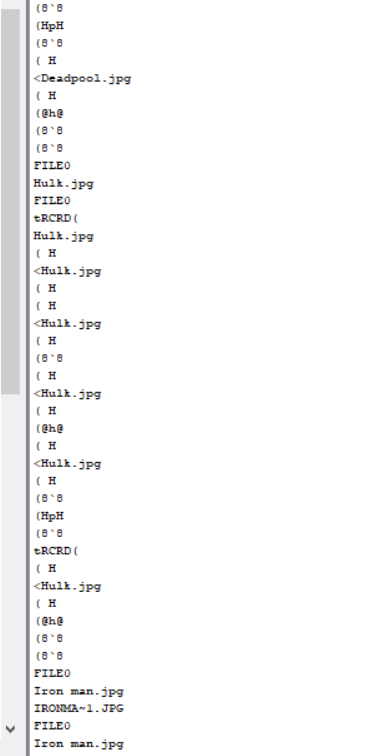 (8`8
(HpH
(8`8
( H
<Deadpool.jpg
( H
(@h@
(8`8
(8`8
FILE0
Hulk.jpg
FILE0
tRCRD(
Hulk.jpg
( H
<Hulk.jpg
( H
( H
<Hulk.jpg
( H
(8`8
( H
<Hulk.jpg
( H
(@h@
( H
<Hulk.jpg
( H
(8`8
(HpH
(8`8
tRCRD(
( H
<Hulk.jpg
( H
(@h@
(8`8
(8`8
FILE0
Iron man.jpg
IRONMA~1.JPG
FILE0
Iron man.jpg